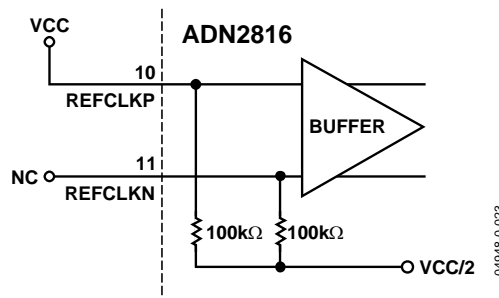 VCC
ADN2816
10
REFCLKP
BUFFER
11
NC
REFCLKN
100kΩ
100kΩ
VCC/2
04948-0-023